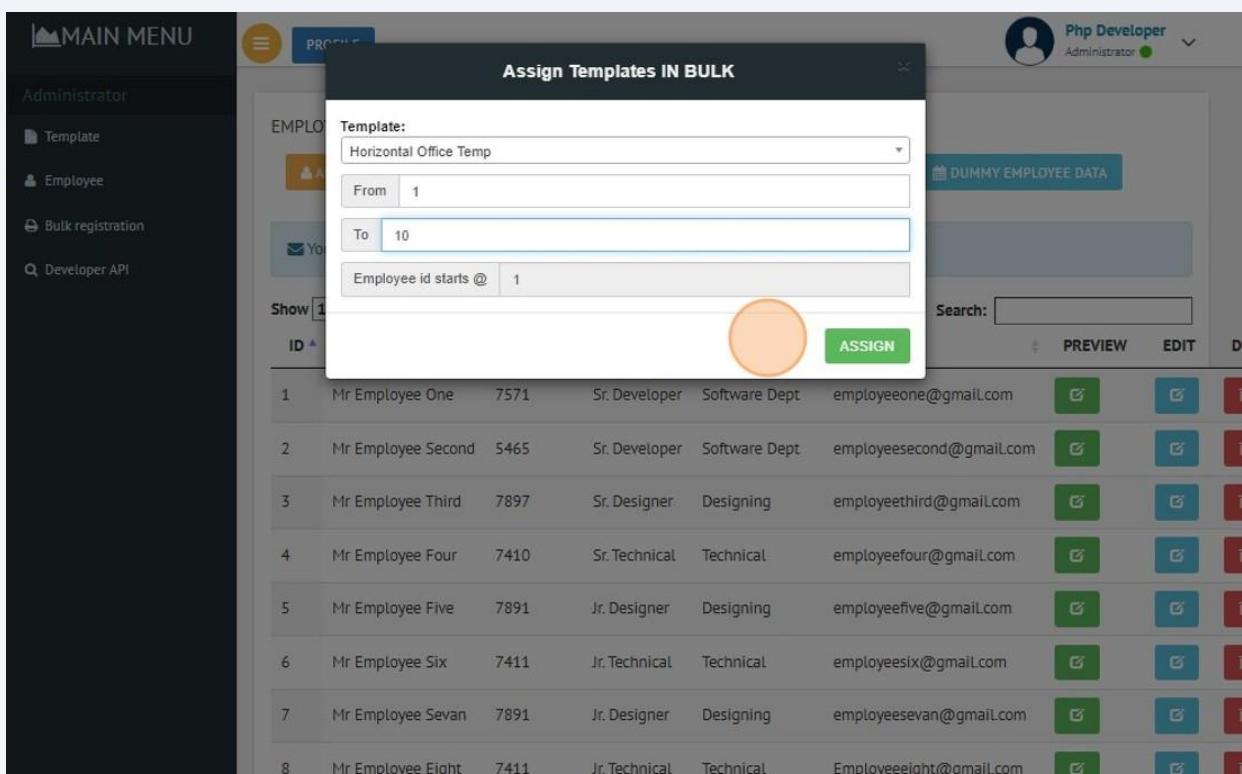 MAIN MENU
Php Developer
Administrator
Assign Templates IN BULK
Administrator
Template
Employee
Bulk registration
Developer API
Template:
Horizontal Office Temp
From 1
To 10
Employee id starts @ 1
ASSIGN
DUMMY EMPLOYEE DATA
Show
Search:
ID PREVIEW EDIT
1 Mr Employee One 7571 Sr. Developer Software Dept employeeone@gmail.com
2 Mr Employee Second 5465 Sr. Developer Software Dept employeesecond@gmail.com
3 Mr Employee Third 7897 Sr. Designer Designing employeethird@gmail.com
4 Mr Employee Four 7410 Sr. Technical Technical employeefour@gmail.com
5 Mr Employee Five 7891 Jr. Designer Designing employeefive@gmail.com
6 Mr Employee Six 7411 Jr. Technical Technical employeesix@gmail.com
7 Mr Employee Sevan 7891 Jr. Designer Designing employeesevan@gmail.com
8 Mr Employee Eight 7411 Jr. Technical Technical Employeeeight@gmail.com